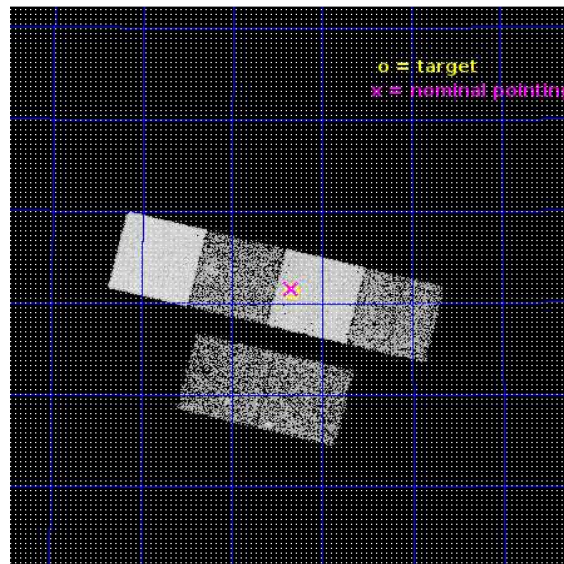 o = target
x = nominal pointin